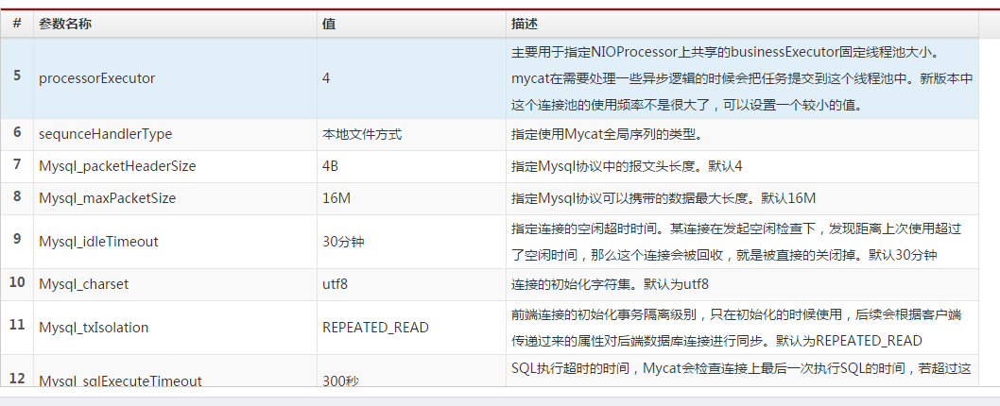 # 参数名称 值 描述
主要用于指定NIOProcessor上共享的businessExecutor固定线程池大小。
5 processorExecutor 4 mycat在需要处理一些异步逻辑的时候会把任务提交到这个线程池中。新版本中
这个连接池的使用频率不是很大了，可以设置一个较小的值。
6 sequnceHandlerType 本地文件方式 指定使用Mycat全局序列的类型。
7 Mysql_packetHeaderSize 4B 指定Mysql协议中的报文头长度。默认4
8 Mysql_maxPacketSize 16M 指定Mysql协议可以携带的数据最大长度。默认16M
9 Mysql_idleTimeout 30分钟 指定连接的空闲超时时间。某连接在发起空闲检查下，发现距离上次使用超过
了空闲时间，那么这个连接会被回收，就是被直接的关闭掉。默认30分钟
10 Mysql_charset utf8 连接的初始化字符集。默认为utf8
11 Mysql_txIsolation REPEATED_READ 前端连接的初始化事务隔离级别，只在初始化的时候使用，后续会根据客户端
传递过来的属性对后端数据库连接进行同步。默认为REPEATED_READ
12 Mysql_sqlExecuteTimeout 300秒 SQL执行超时的时间，Mycat会检查连接上最后一次执行SQL的时间，若超过这